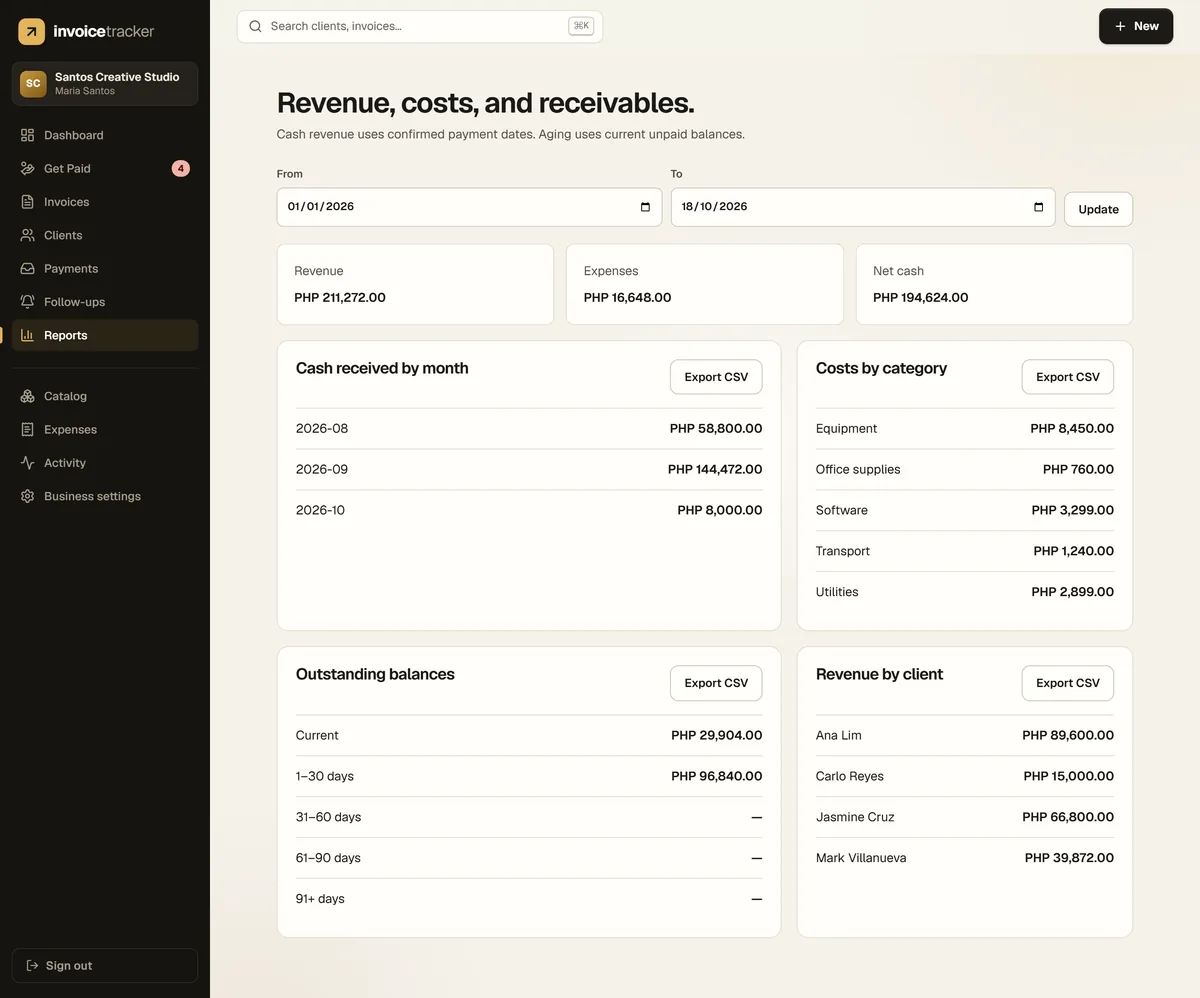 invoicetracker
SC
Santos Creative Studio
Maria Santos
Dashboard
Get Paid
4
Invoices
Clients
Payments
Follow-ups
Reports
Catalog
Expenses
Activity
Business settings
Sign out
Search clients, invoices...
⌘K
+ New
Revenue, costs, and receivables.
Cash revenue uses confirmed payment dates. Aging uses current unpaid balances.
From
01/01/2026
To
18/10/2026
Update
Revenue
PHP 211,272.00
Expenses
PHP 16,648.00
Net cash
PHP 194,624.00
Cash received by month
Export CSV
2026-08 PHP 58,800.00
2026-09 PHP 144,472.00
2026-10 PHP 8,000.00
Costs by category
Export CSV
Equipment PHP 8,450.00
Office supplies PHP 760.00
Software PHP 3,299.00
Transport PHP 1,240.00
Utilities PHP 2,899.00
Outstanding balances
Export CSV
Current PHP 29,904.00
1–30 days PHP 96,840.00
31–60 days —
61–90 days —
91+ days —
Revenue by client
Export CSV
Ana Lim PHP 89,600.00
Carlo Reyes PHP 15,000.00
Jasmine Cruz PHP 66,800.00
Mark Villanueva PHP 39,872.00